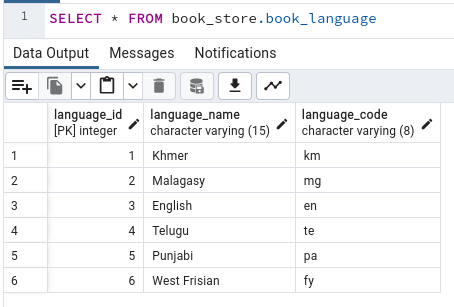 1 SELECT * FROM book_store.book_language
Data Output Messages Notifications
language_id language_name language_code
[PK] integer character varying (15) character varying (8)
1 1 Khmer km
2 2 Malagasy mg
3 3 English en
4 4 Telugu te
5 5 Punjabi pa
6 6 West Frisian fy